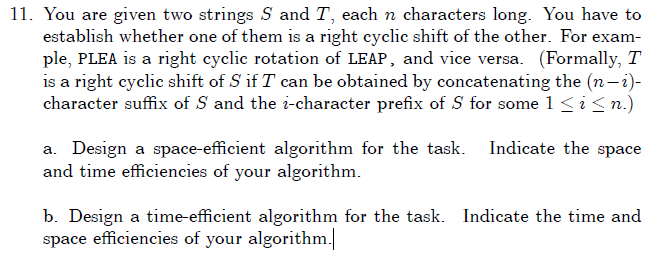 11. You are given two strings S and T, each n characters long. You have to
establish whether one of them is a right cyclic shift of the other. For exam-
ple, PLEA is a right cyclic rotation of LEAP, and vice versa. (Formally, T
is a right cyclic shift of S if T can be obtained by concatenating the (n−i)-
character suffix of S and the i-character prefix of S for some 1 ≤ i ≤ n.)
a. Design a space-efficient algorithm for the task. Indicate the space
and time efficiencies of your algorithm.
b. Design a time-efficient algorithm for the task. Indicate the time and
space efficiencies of your algorithm.